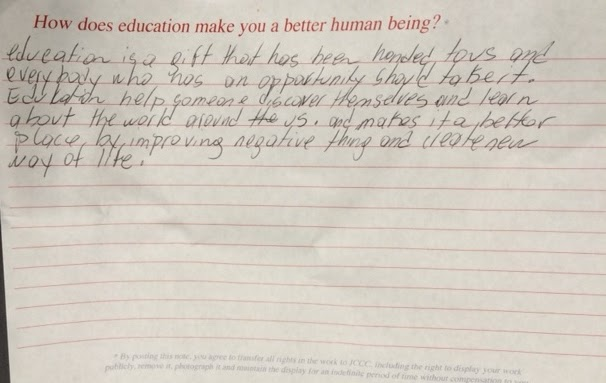 How does education make you a better human being? *
education is a gift that has been handed tous and
everybody who has an opportunity should take it.
Education help someone discover themselves and learn
about the world around the us. and makes it a better
place, by improving negative thing and create new
way of life.
* By posting this note, you agree to transfer all rights in the work to JCCC, including the right to display your work
publicly, remove it, photograph it and maintain the display for an indefinite period of time without compensation to